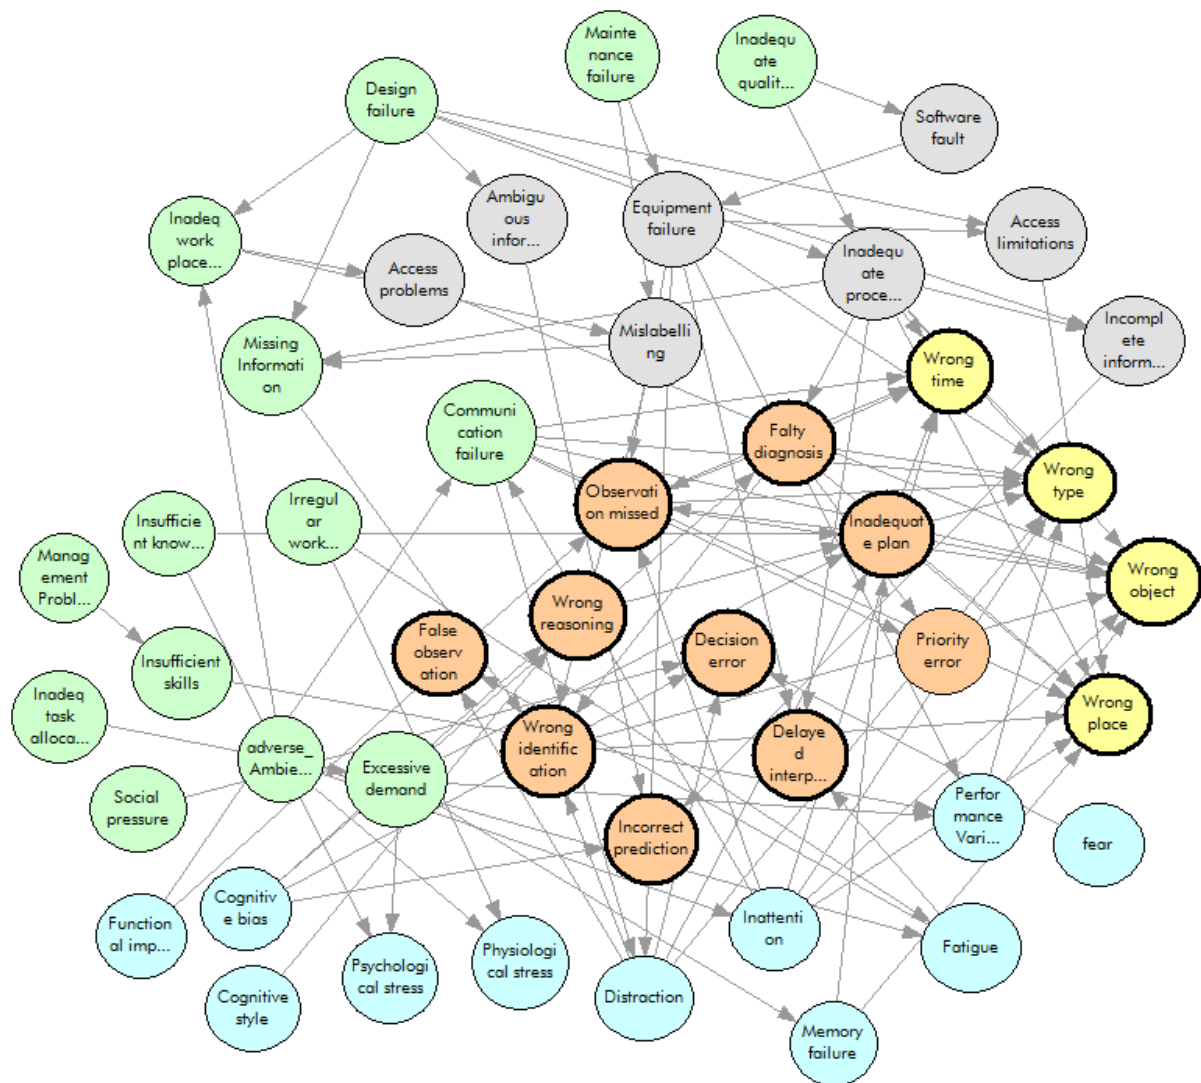 Mainte
nance
failure
Inadequ
ate
qualit...
Design
failure
Software
fault
Ambigu
ous
infor...
Equipment
failure
Access
limitations
Inadeq
work
place...
Access
problems
Inadequ
ate
proce...
Missing
Informati
on
Mislabelli
ng
Incompl
ete
inform...
Wrong
time
Communi
cation
failure
Falty
diagnosis
Wrong
type
Observati
on missed
Insufficie
nt know...
Irregul
ar
work...
Inadequat
e plan
Manag
ement
Probl...
Wrong
object
Wrong
reasoning
False
observ
ation
Decision
error
Priority
error
Insufficient
skills
Inadeq
task
alloca...
Wrong
place
adverse_
Ambie...
Excessive
demand
Wrong
identific
ation
Delaye
d
interp...
Social
pressure
Perfor
mance
Vari...
fear
Incorrect
prediction
Cognitiv
e bias
Function
al imp...
Inattenti
on
Fatigue
Psychologi
cal stress
Physiologi
cal stress
Cognitive
style
Distraction
Memory
failure